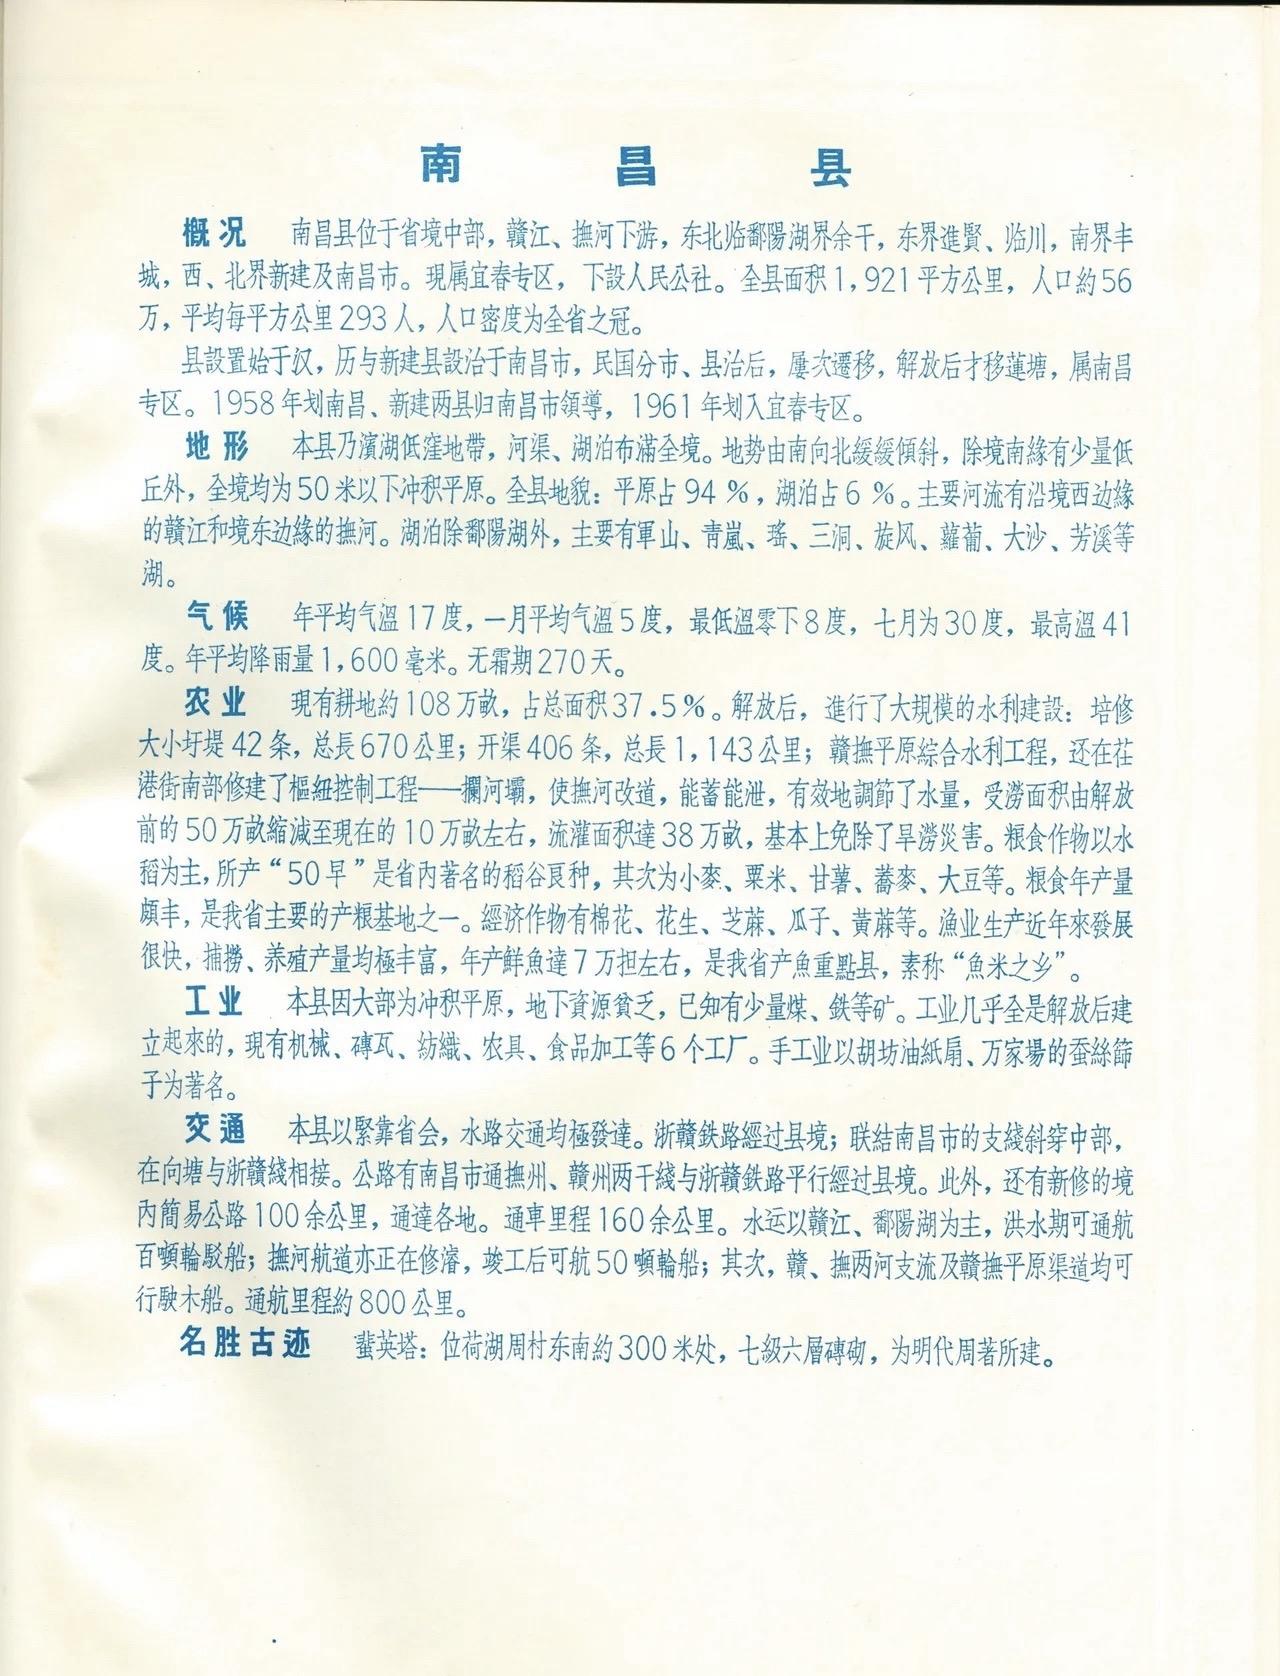 南昌县
概况 南昌县位于省境中部，贛江、撫河下游，东北临鄱陽湖界余干，东界進賢、临川，南界丰
城，西、北界新建及南昌市。現属宜春专区，下設人民公社。全县面积1,921平方公里，人口約56
万，平均每平方公里293人，人口密度为全省之冠。
县設置始于汉，历与新建县設治于南昌市，民国分市、县治后，屡次遷移，解放后才移蓮塘，属南昌
专区。1958年划南昌、新建两县归南昌市領導，1961年划入宜春专区。
地形 本县乃濱湖低窪地帶，河渠、湖泊布滿全境。地势由南向北緩緩傾斜，除境南緣有少量低
丘外，全境均为50米以下冲积平原。全县地貌：平原占94%，湖泊占6%。主要河流有沿境西边緣
的贛江和境东边緣的撫河。湖泊除鄱陽湖外，主要有軍山、青嵐、瑤、三洞、旋风、蘿蔔、大沙、芳溪等
湖。
气候 年平均气溫17度，一月平均气溫5度，最低溫零下8度，七月为30度，最高溫41
度。年平均降雨量1,600毫米。无霜期270天。
农业 現有耕地約108万畝，占总面积37.5%。解放后，進行了大規模的水利建設：培修
大小圩堤42条，总長670公里；开渠406条，总長1,143公里；贛撫平原綜合水利工程，还在荏
港街南部修建了樞紐控制工程——攔河壩，使撫河改道，能蓄能泄，有效地調節了水量，受澇面积由解放
前的50万畝縮減至現在的10万畝左右，流灌面积達38万畝，基本上免除了旱澇災害。粮食作物以水
稻为主，所产“50早”是省內著名的稻谷良种，其次为小麥、粟米、甘薯、蕎麥、大豆等。粮食年产量
頗丰，是我省主要的产粮基地之一。經济作物有棉花、花生、芝蔴、瓜子、黃蔴等。漁业生产近年來發展
很快，捕撈、养殖产量均極丰富，年产鮮魚達7万担左右，是我省产魚重點县，素称“魚米之乡”。
工业 本县因大部为冲积平原，地下資源貧乏，已知有少量煤、鉄等矿。工业几乎全是解放后建
立起來的，現有机械、磚瓦、紡織、农具、食品加工等6个工厂。手工业以胡坊油紙扇、万家場的蚕絲篩
子为著名。
交通 本县以緊靠省会，水路交通均極發達。浙贛鉄路經过县境；联結南昌市的支綫斜穿中部，
在向塘与浙贛綫相接。公路有南昌市通撫州、贛州两干綫与浙贛鉄路平行經过县境。此外，还有新修的境
內簡易公路100余公里，通達各地。通車里程160余公里。水运以贛江、鄱陽湖为主，洪水期可通航
百噸輪駁船；撫河航道亦正在修濬，竣工后可航50噸輪船；其次，贛、撫两河支流及贛撫平原渠道均可
行駛木船。通航里程約800公里。
名胜古迹 蜚英塔：位荷湖周村东南約300米处，七級六層磚砌，为明代周著所建。